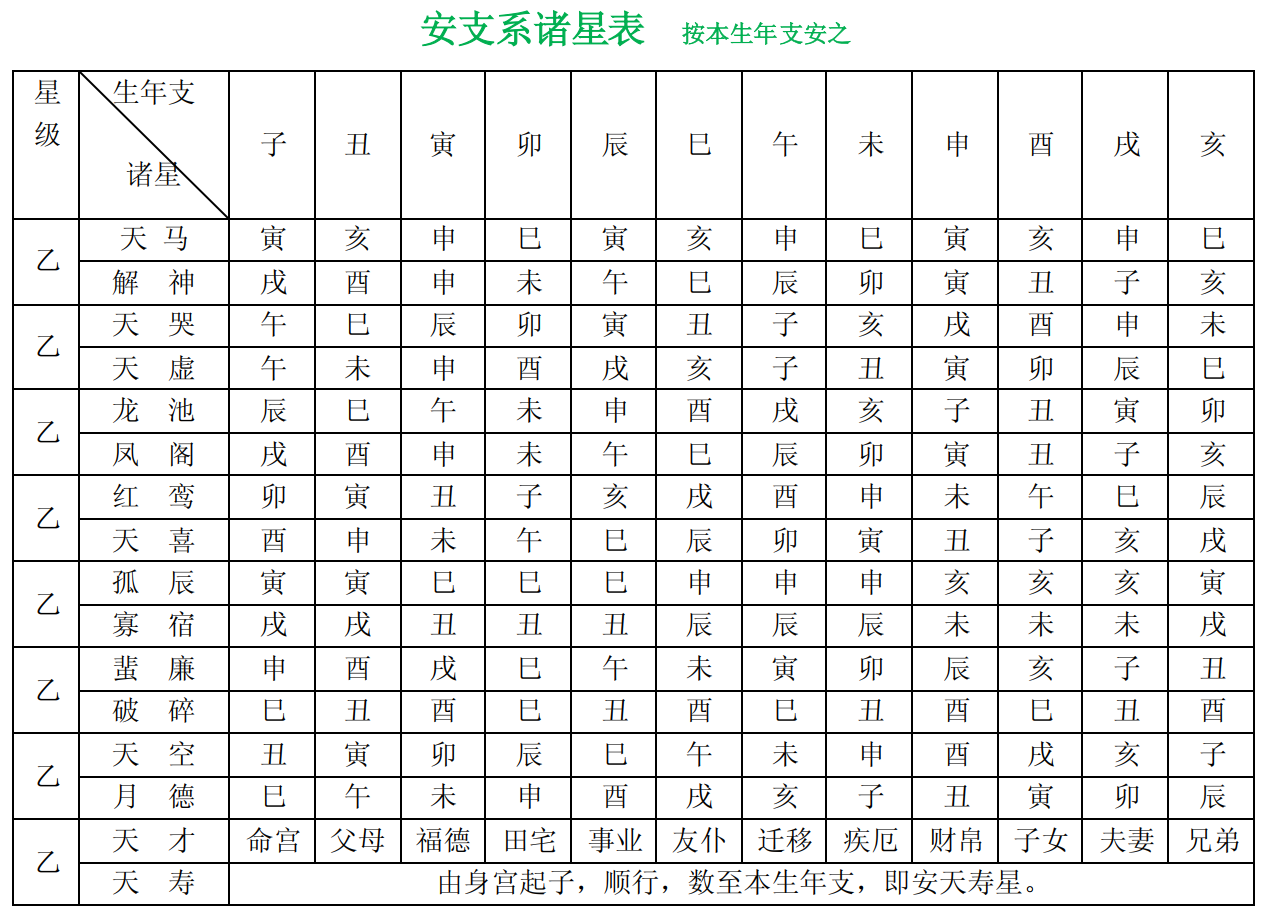 安支系诸星表 按本生年支安之
星级 生年支 诸星 子 丑 寅 卯 辰 巳 午 未 申 酉 戌 亥
乙 天马 寅 亥 申 巳 寅 亥 申 巳 寅 亥 申 巳
解神 戌 酉 申 未 午 巳 辰 卯 寅 丑 子 亥
乙 天哭 午 巳 辰 卯 寅 丑 子 亥 戌 酉 申 未
天虚 午 未 申 酉 戌 亥 子 丑 寅 卯 辰 巳
乙 龙池 辰 巳 午 未 申 酉 戌 亥 子 丑 寅 卯
凤阁 戌 酉 申 未 午 巳 辰 卯 寅 丑 子 亥
乙 红鸾 卯 寅 丑 子 亥 戌 酉 申 未 午 巳 辰
天喜 酉 申 未 午 巳 辰 卯 寅 丑 子 亥 戌
乙 孤辰 寅 寅 巳 巳 巳 申 申 申 亥 亥 亥 寅
寡宿 戌 戌 丑 丑 丑 辰 辰 辰 未 未 未 戌
乙 蜚廉 申 酉 戌 巳 午 未 寅 卯 辰 亥 子 丑
破碎 巳 丑 酉 巳 丑 酉 巳 丑 酉 巳 丑 酉
乙 天空 丑 寅 卯 辰 巳 午 未 申 酉 戌 亥 子
月德 巳 午 未 申 酉 戌 亥 子 丑 寅 卯 辰
乙 天才 命宫 父母 福德 田宅 事业 友仆 迁移 疾厄 财帛 子女 夫妻 兄弟
天寿 由身宫起子，顺行，数至本生年支，即安天寿星。